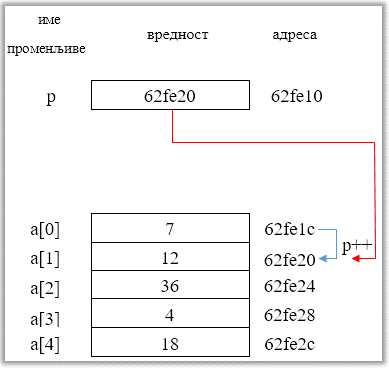 име вредност адреса
променљиве
p 62fe20 62fe10
a[0] 7 62fe1c
p++
a[1] 12 62fe20
a[2] 36 62fe24
a[3] 4 62fe28
a[4] 18 62fe2c